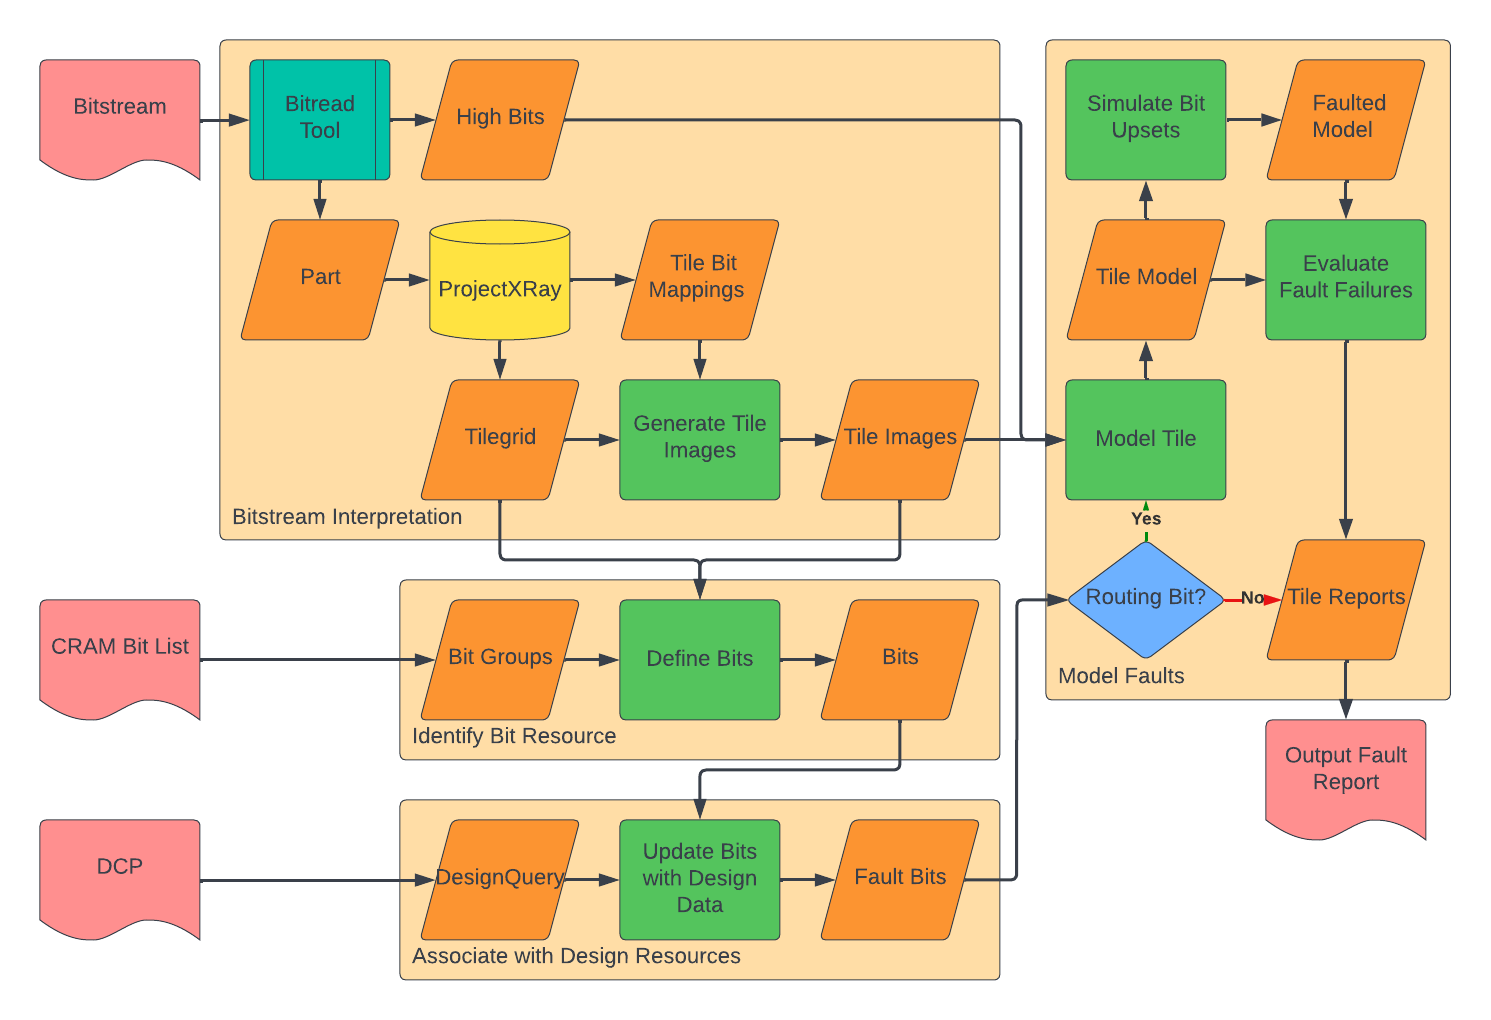 Bitstream
Bitread
Tool
High Bits
Part
ProjectXRay
Tile Bit
Mappings
Tilegrid
Generate Tile
Images
Tile Images
Bitstream Interpretation
Simulate Bit
Upsets
Faulted
Model
Tile Model
Evaluate
Fault Failures
Model Tile
Yes
Routing Bit?
No
Tile Reports
Model Faults
CRAM Bit List
Bit Groups
Define Bits
Bits
Identify Bit Resource
Output Fault
Report
DCP
DesignQuery
Update Bits
with Design
Data
Fault Bits
Associate with Design Resources